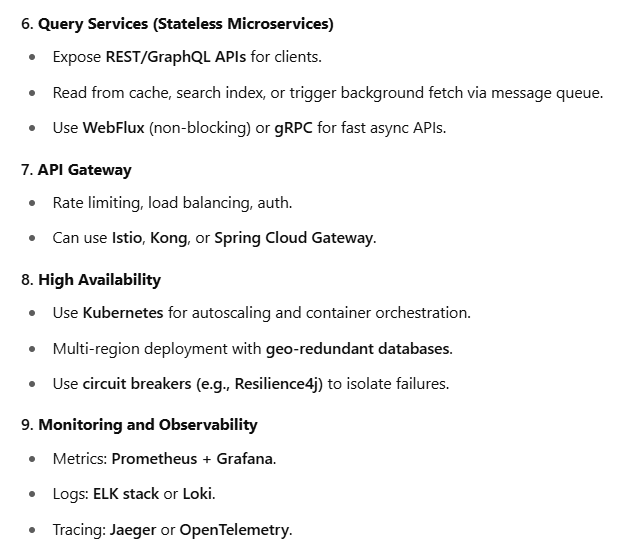 6. Query Services (Stateless Microservices)
• Expose REST/GraphQL APIs for clients.
• Read from cache, search index, or trigger background fetch via message queue.
• Use WebFlux (non-blocking) or gRPC for fast async APIs.
7. API Gateway
• Rate limiting, load balancing, auth.
• Can use Istio, Kong, or Spring Cloud Gateway.
8. High Availability
• Use Kubernetes for autoscaling and container orchestration.
• Multi-region deployment with geo-redundant databases.
• Use circuit breakers (e.g., Resilience4j) to isolate failures.
9. Monitoring and Observability
• Metrics: Prometheus + Grafana.
• Logs: ELK stack or Loki.
• Tracing: Jaeger or OpenTelemetry.